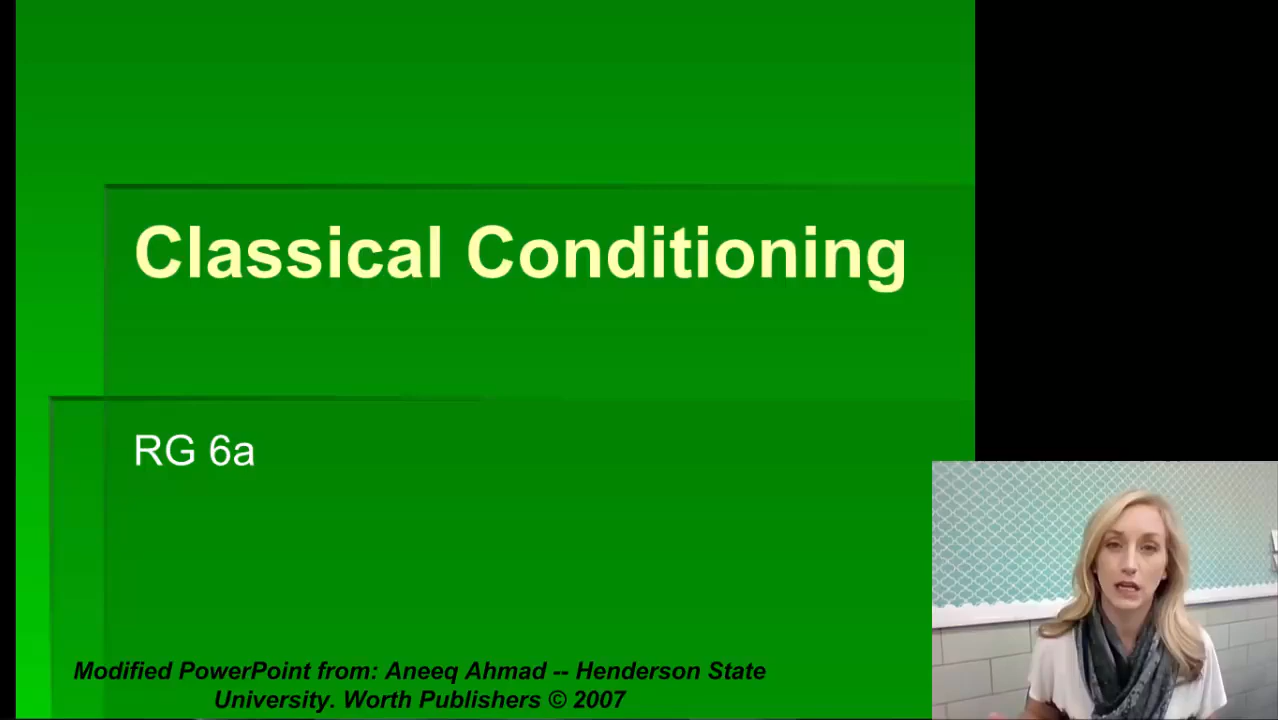 Classical Conditioning
RG 6a
Modified PowerPoint from: Aneeq Ahmad -- Henderson State
University. Worth Publishers © 2007